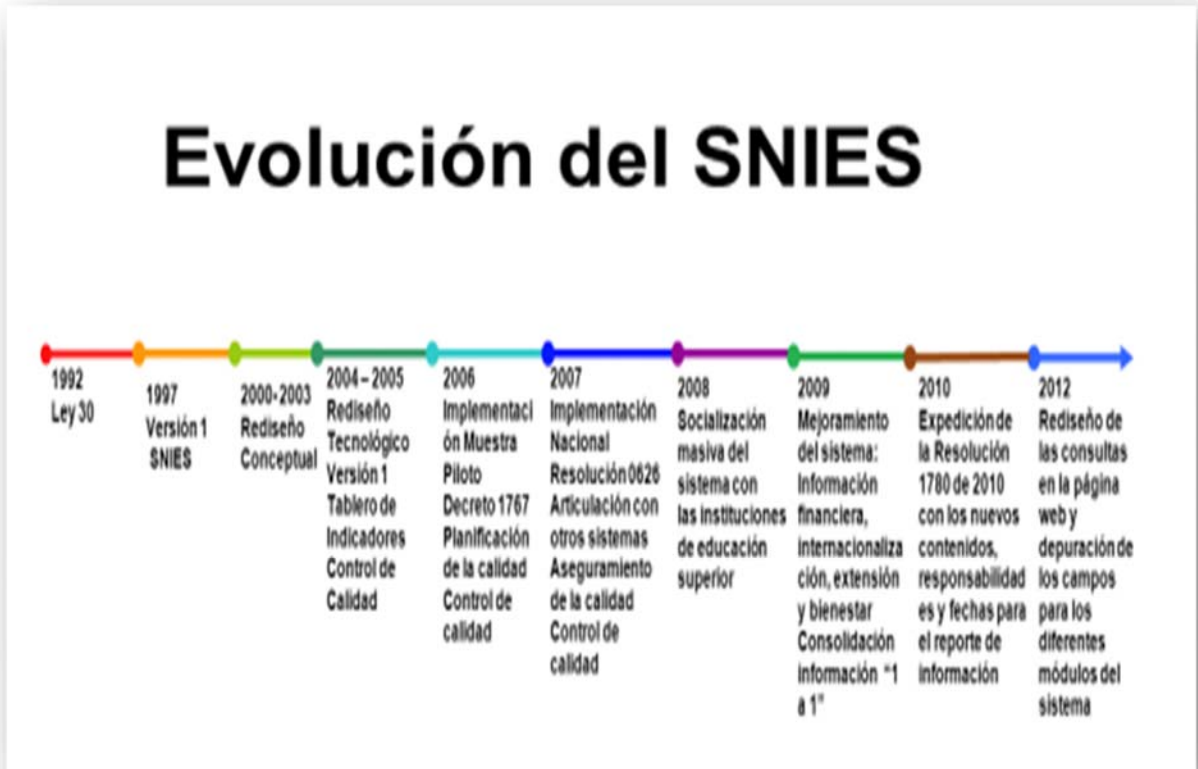 Evolución del SNIES
1992
Ley 30
1997
Versión 1
SNIES
2000-2003
Rediseño
Conceptual
2004 – 2005
Rediseño
Tecnológico
Versión 1
Tablero de
Indicadores
Control de
Calidad
2006
Implementaci
ón Muestra
Piloto
Decreto 1767
Planificación
de la calidad
Control de
calidad
2007
Implementación
Nacional
Resolución 0626
Articulación con
otros sistemas
Aseguramiento
de la calidad
Control de
calidad
2008
Socialización
masiva del
sistema con
las instituciones
de educación
superior
2009
Mejoramiento
del sistema:
Información
financiera,
internacionaliza
ción, extensión
y bienestar
Consolidación
información "1
a 1"
2010
Expedición de
la Resolución
1780 de 2010
con los nuevos
contenidos,
responsabilidad
es y fechas para
el reporte de
información
2012
Rediseño de
las consultas
en la página
web y
depuración de
los campos
para los
diferentes
módulos del
sistema